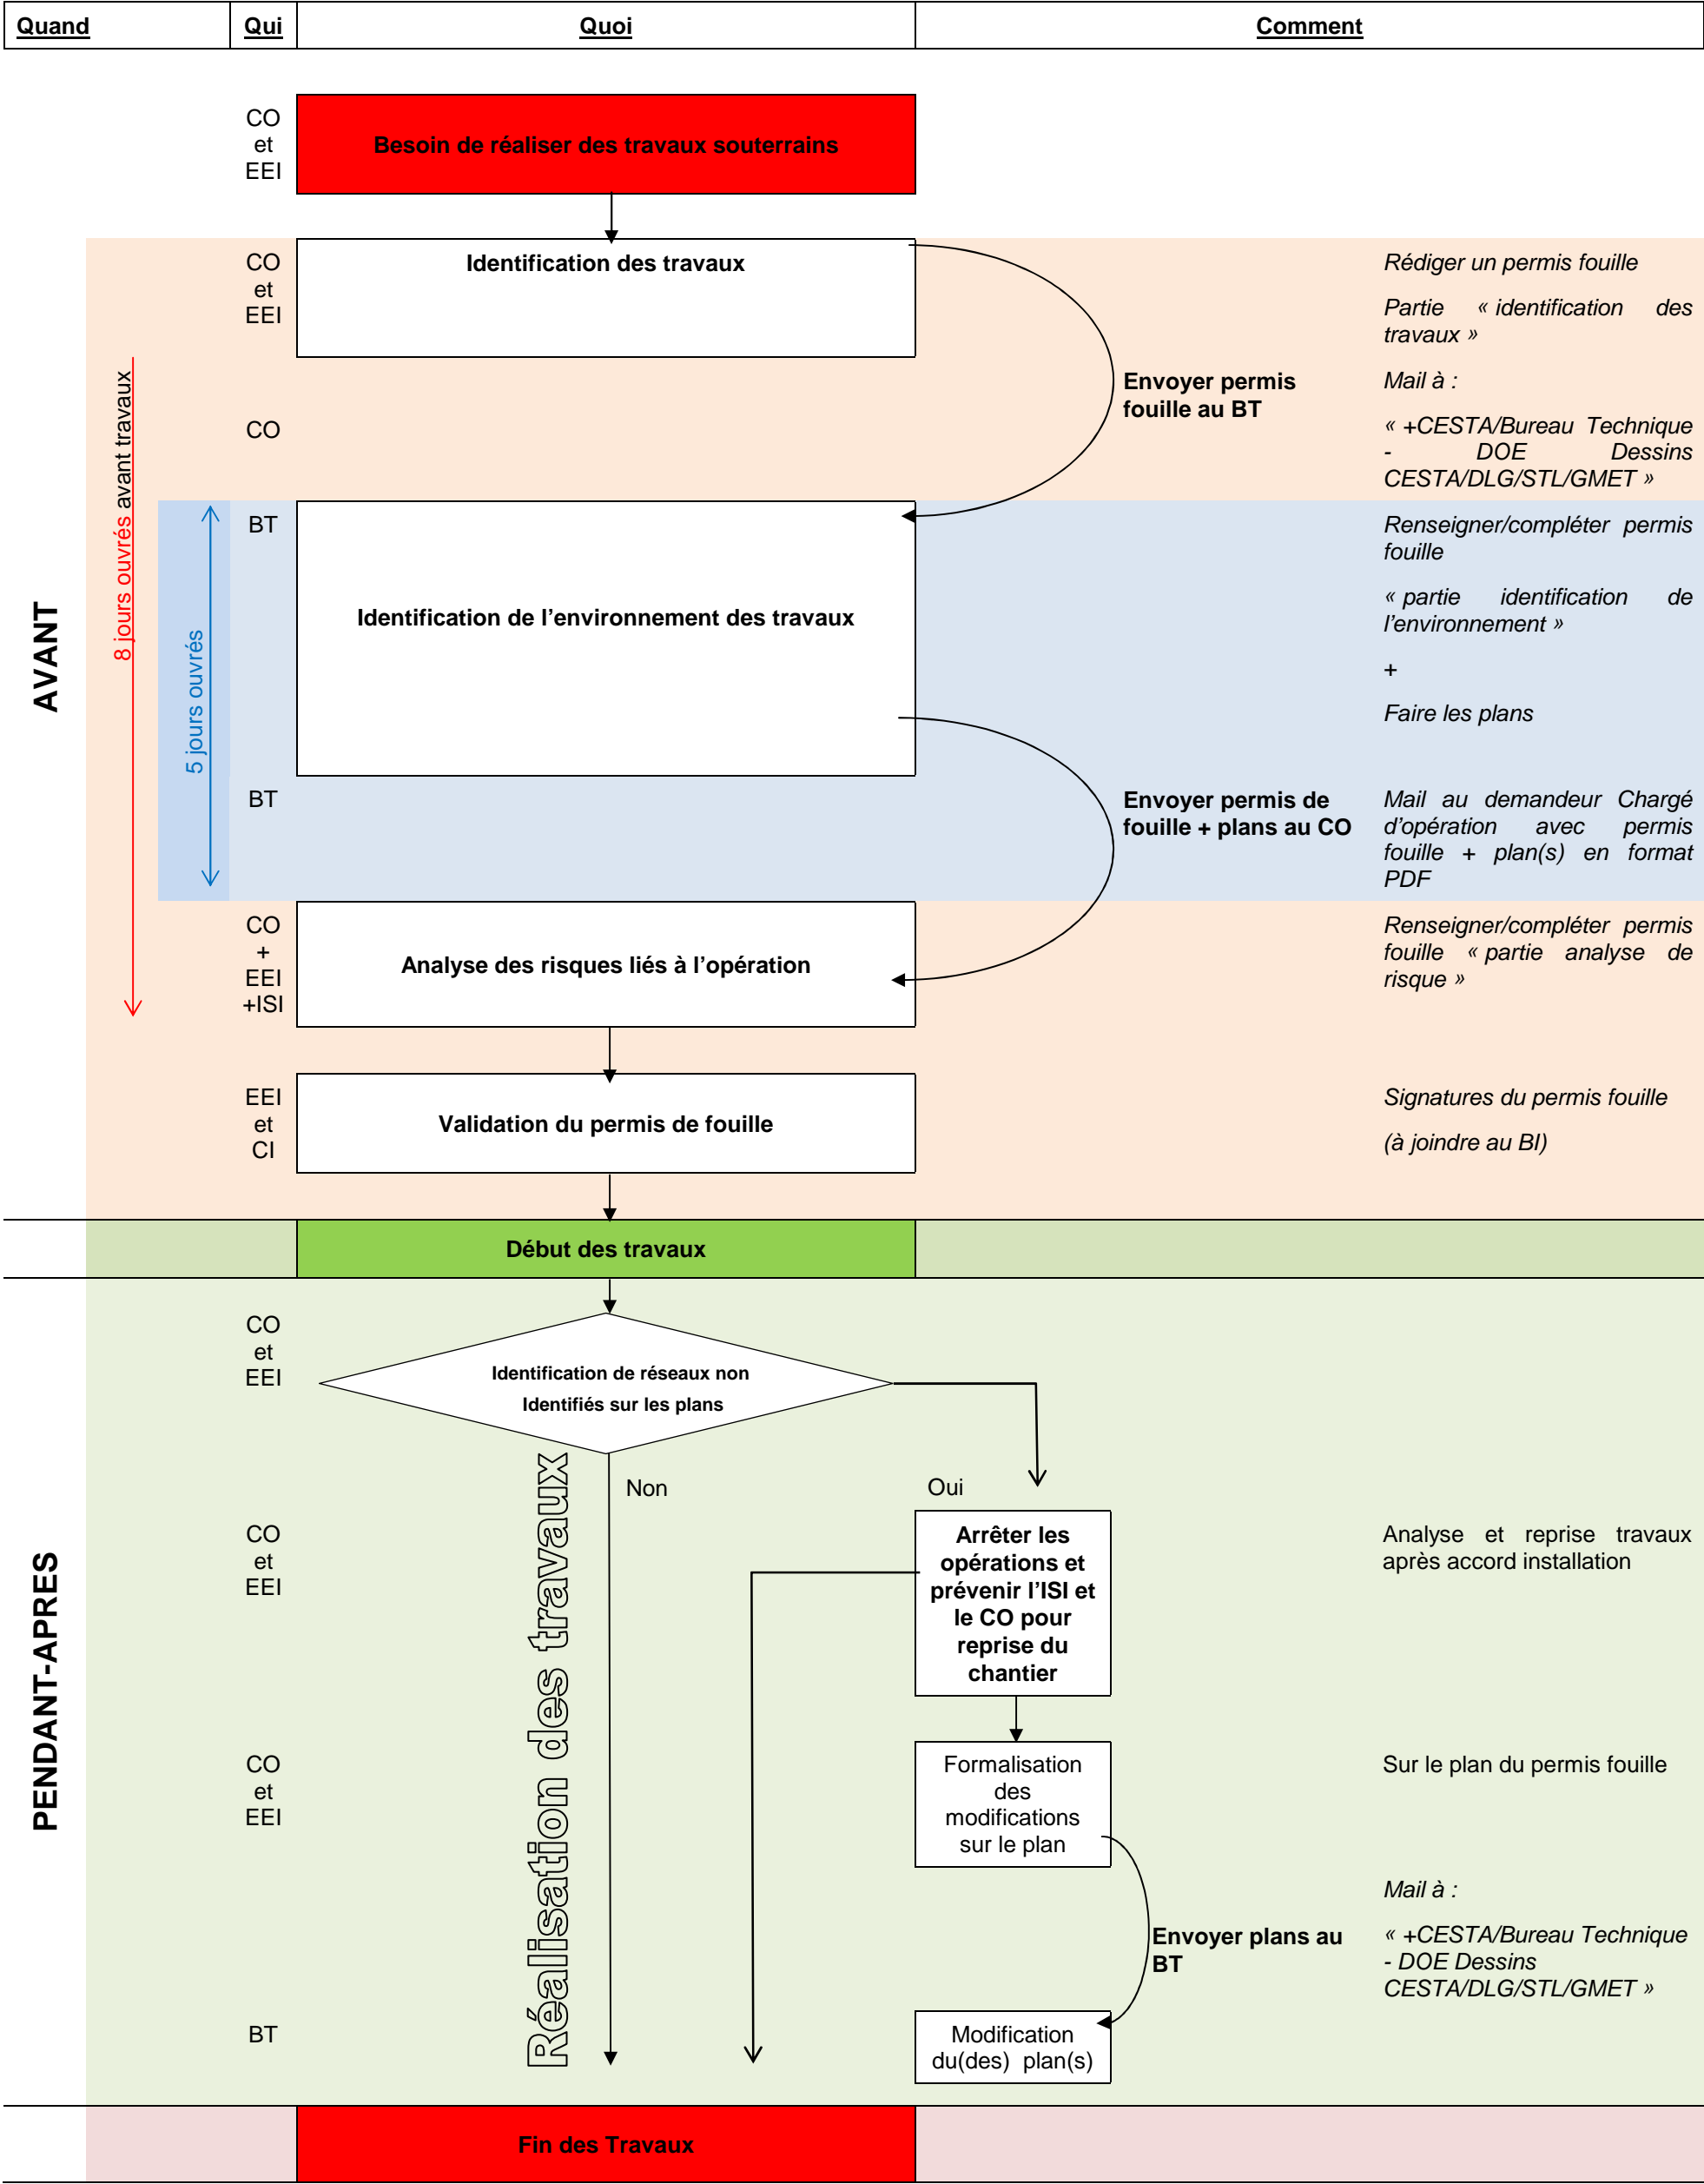 Quand Qui Quoi Comment
CO
et
EEI
Besoin de réaliser des travaux souterrains
AVANT
8 jours ouvrés avant travaux
5 jours ouvrés
CO
et
EEI
Identification des travaux
Rédiger un permis fouille
Partie « identification des
travaux »
CO
Envoyer permis
fouille au BT
Mail à :
« +CESTA/Bureau Technique
- DOE Dessins
CESTA/DLG/STL/GMET »
BT
Identification de l’environnement des travaux
Renseigner/compléter permis
fouille
« partie identification de
l’environnement »
+
Faire les plans
BT
Envoyer permis de
fouille + plans au CO
Mail au demandeur Chargé
d’opération avec permis
fouille + plan(s) en format
PDF
CO
+
EEI
+ISI
Analyse des risques liés à l’opération
Renseigner/compléter permis
fouille « partie analyse de
risque »
EEI
et
CI
Validation du permis de fouille
Signatures du permis fouille
(à joindre au BI)
Début des travaux
PENDANT-APRES
CO
et
EEI
Identification de réseaux non
Identifiés sur les plans
Non
Oui
Réalisation des travaux
CO
et
EEI
Arrêter les
opérations et
prévenir l’ISI et
le CO pour
reprise du
chantier
Analyse et reprise travaux
après accord installation
CO
et
EEI
Formalisation
des
modifications
sur le plan
Sur le plan du permis fouille
Envoyer plans au
BT
Mail à :
« +CESTA/Bureau Technique
- DOE Dessins
CESTA/DLG/STL/GMET »
BT
Modification
du(des) plan(s)
Fin des Travaux